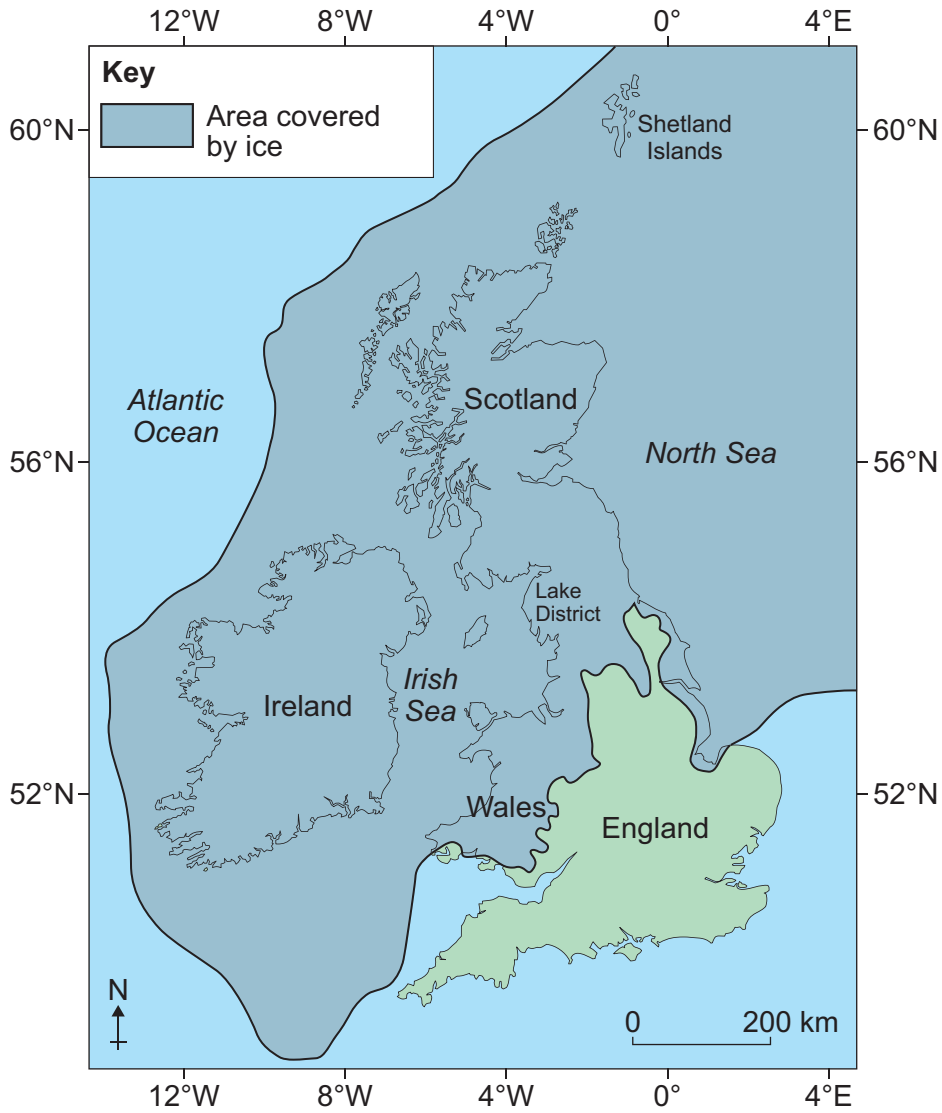 12°W 8°W 4°W 0° 4°E
Key
Area covered
by ice
60°N
60°N
Shetland
Islands
Scotland
Atlantic
Ocean
North Sea
56°N
56°N
Lake
District
Irish
Sea
Ireland
52°N
52°N
Wales
England
N
0 200 km
12°W 8°W 4°W 0° 4°E